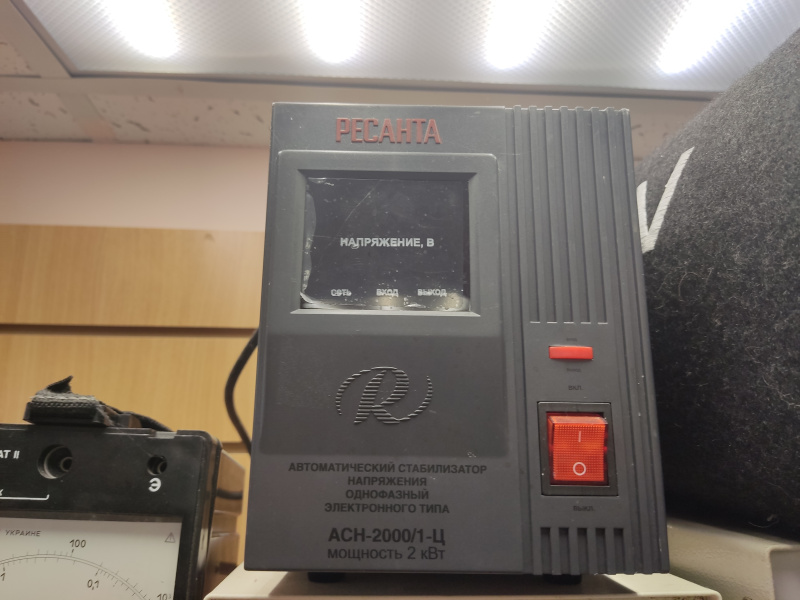 РЕСАНТА
НАПРЯЖЕНИЕ, В
СЕТЬ ВХОД ВЫХОД
ВКЛ.
I
O
ВЫКЛ.
R
АВТОМАТИЧЕСКИЙ СТАБИЛИЗАТОР
НАПРЯЖЕНИЯ
ОДНОФАЗНЫЙ
ЭЛЕКТРОННОГО ТИПА
АСН-2000/1-Ц
МОЩНОСТЬ 2 кВт
Э
УКРАИНЕ
100
0,1